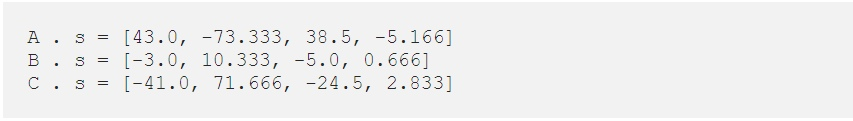 A . s = [43.0, -73.333, 38.5, -5.166]
B . s = [-3.0, 10.333, -5.0, 0.666]
C . s = [-41.0, 71.666, -24.5, 2.833]